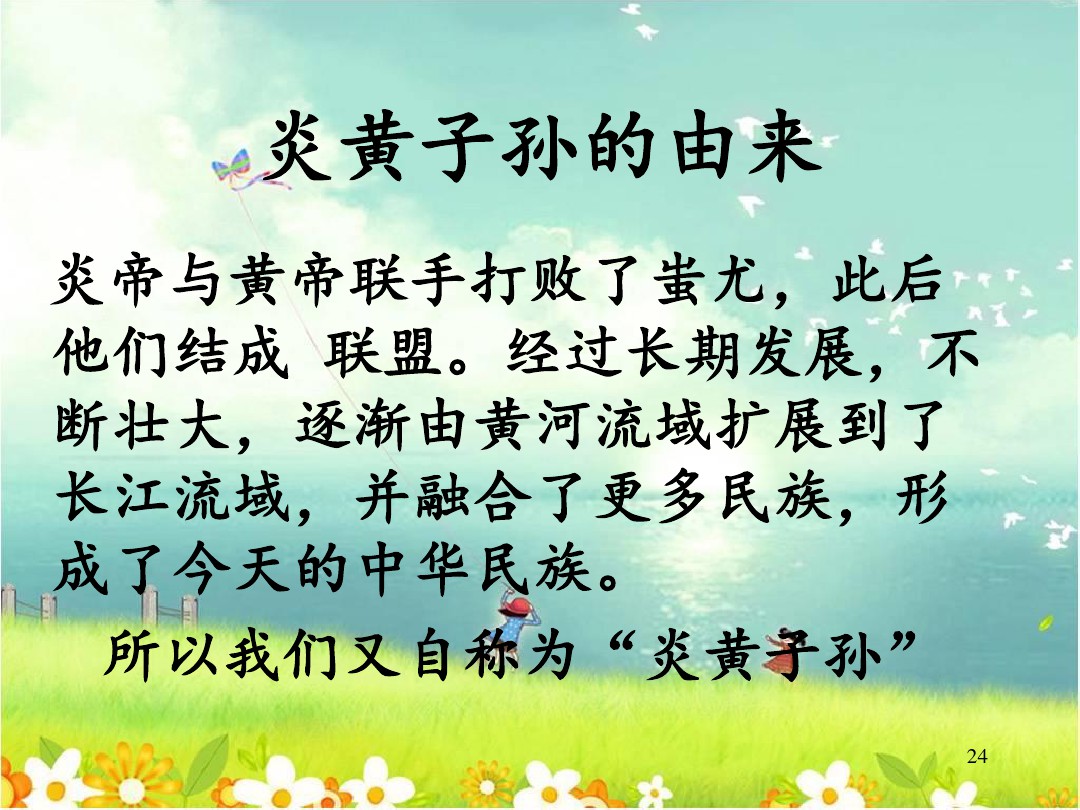 炎黄子孙的由来
炎帝与黄帝联手打败了蚩尤，此后
他们结成 联盟。经过长期发展，不
断壮大，逐渐由黄河流域扩展到了
长江流域，并融合了更多民族，形
成了今天的中华民族。
所以我们又自称为“炎黄子孙”
24